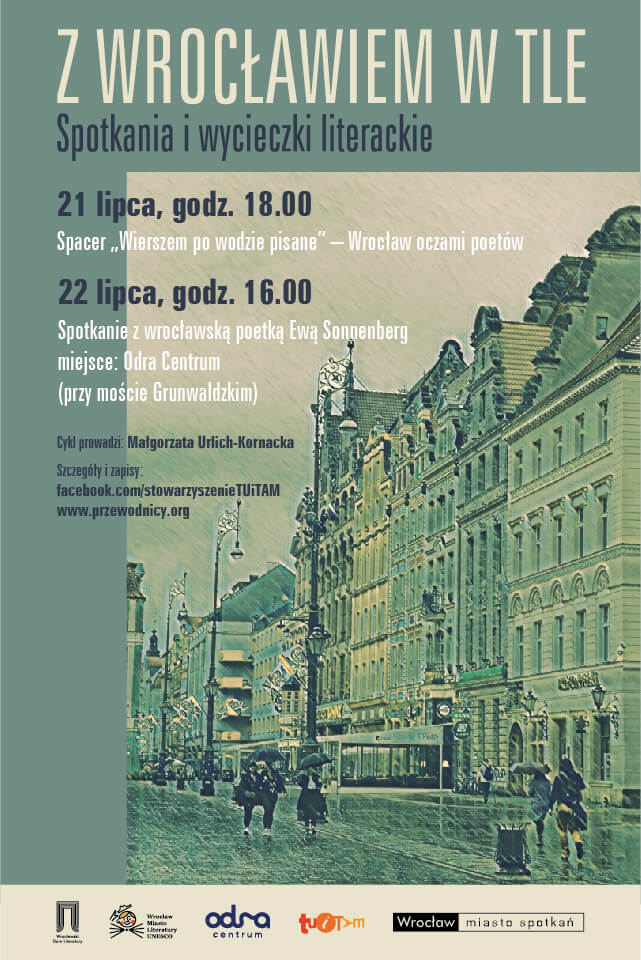 Z WROCŁAWIEM W TLE
Spotkania i wycieczki literackie
21 lipca, godz. 18.00
Spacer „Wierszem po wodzie pisane” – Wrocław oczami poetów
22 lipca, godz. 16.00
Spotkanie z wrocławską poetką Ewą Sonnenberg
miejsce: Odra Centrum
(przy moście Grunwaldzkim)
Cykl prowadzi: Małgorzata Urlich-Kornacka
Szczegóły i zapisy:
facebook.com/stowarzyszenieTUiTAM
www.przewodnicy.org
Wrocławski
Dom Literatury
Wrocław
Miasto
Literatury
UNESCO
odra
centrum
tuiTAm
Wrocław miasto spotkań